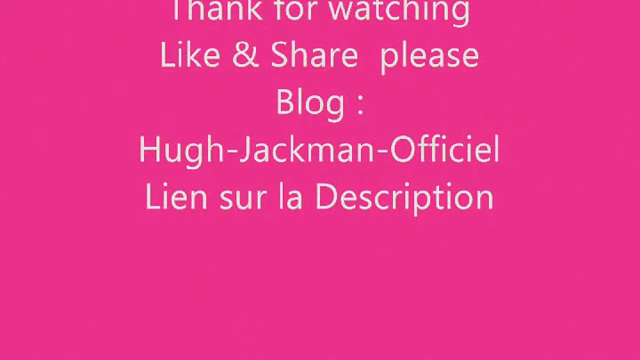 Thank for watching
Like & Share please
Blog :
Hugh-Jackman-Officiel
Lien sur la Description